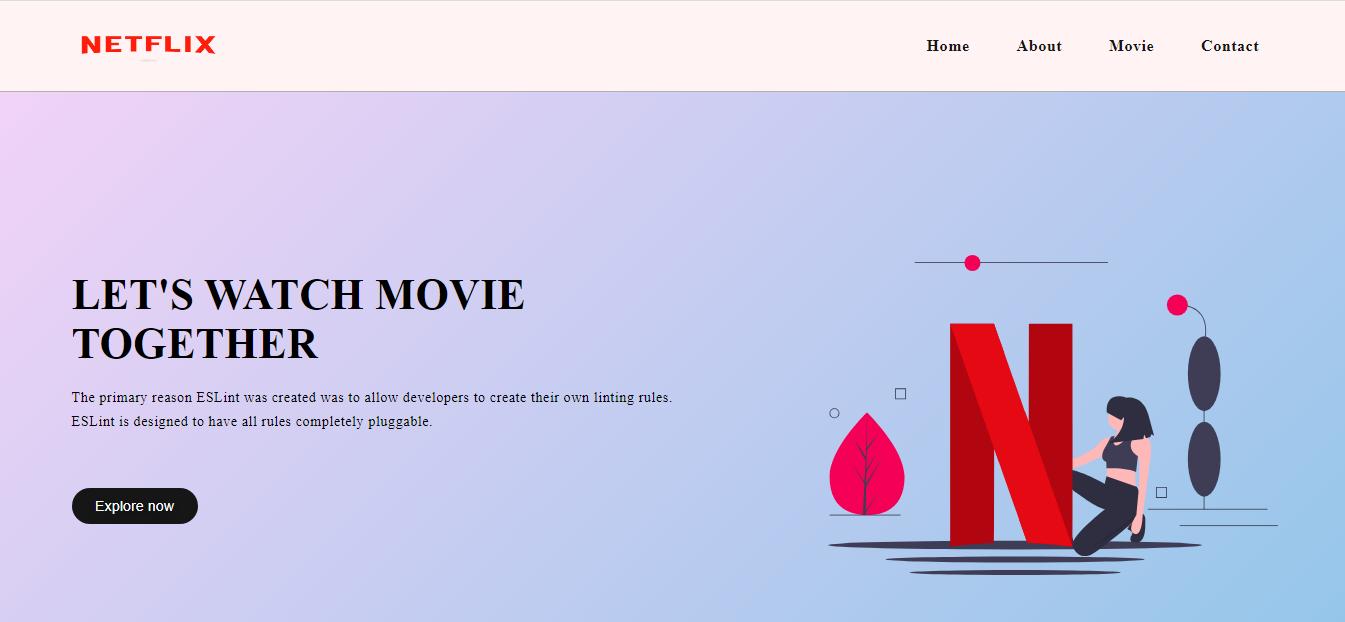 NETFLIX
Home About Movie Contact
LET'S WATCH MOVIE
TOGETHER
The primary reason ESLint was created was to allow developers to create their own linting rules.
ESLint is designed to have all rules completely pluggable.
Explore now
N